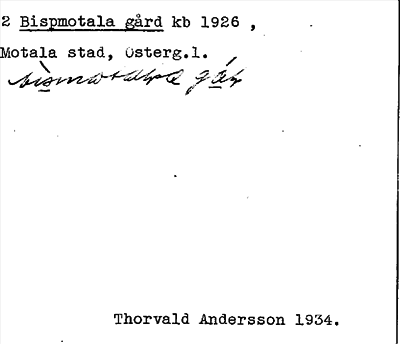 2 Bispmotala gård kb 1926 ,
Motala stad, Österg.l.
Thorvald Andersson 1934.